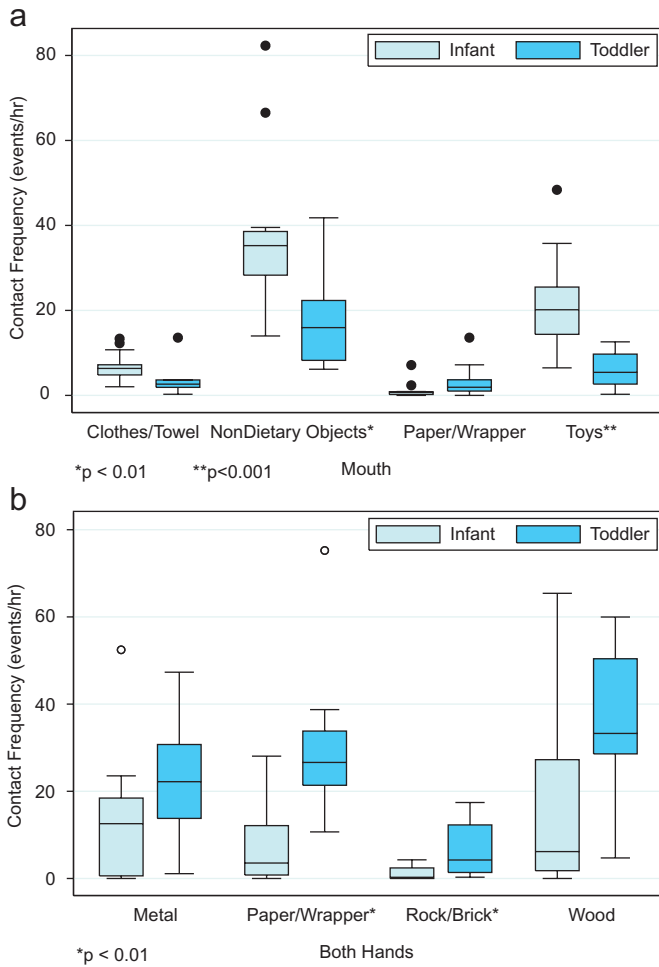 a
Infant Toddler
Contact Frequency (events/hr)
80
60
40
20
0
Clothes/Towel NonDietary Objects* Paper/Wrapper Toys**
*p < 0.01 **p<0.001 Mouth
b
Infant Toddler
Contact Frequency (events/hr)
80
60
40
20
0
Metal Paper/Wrapper* Rock/Brick* Wood
*p < 0.01 Both Hands